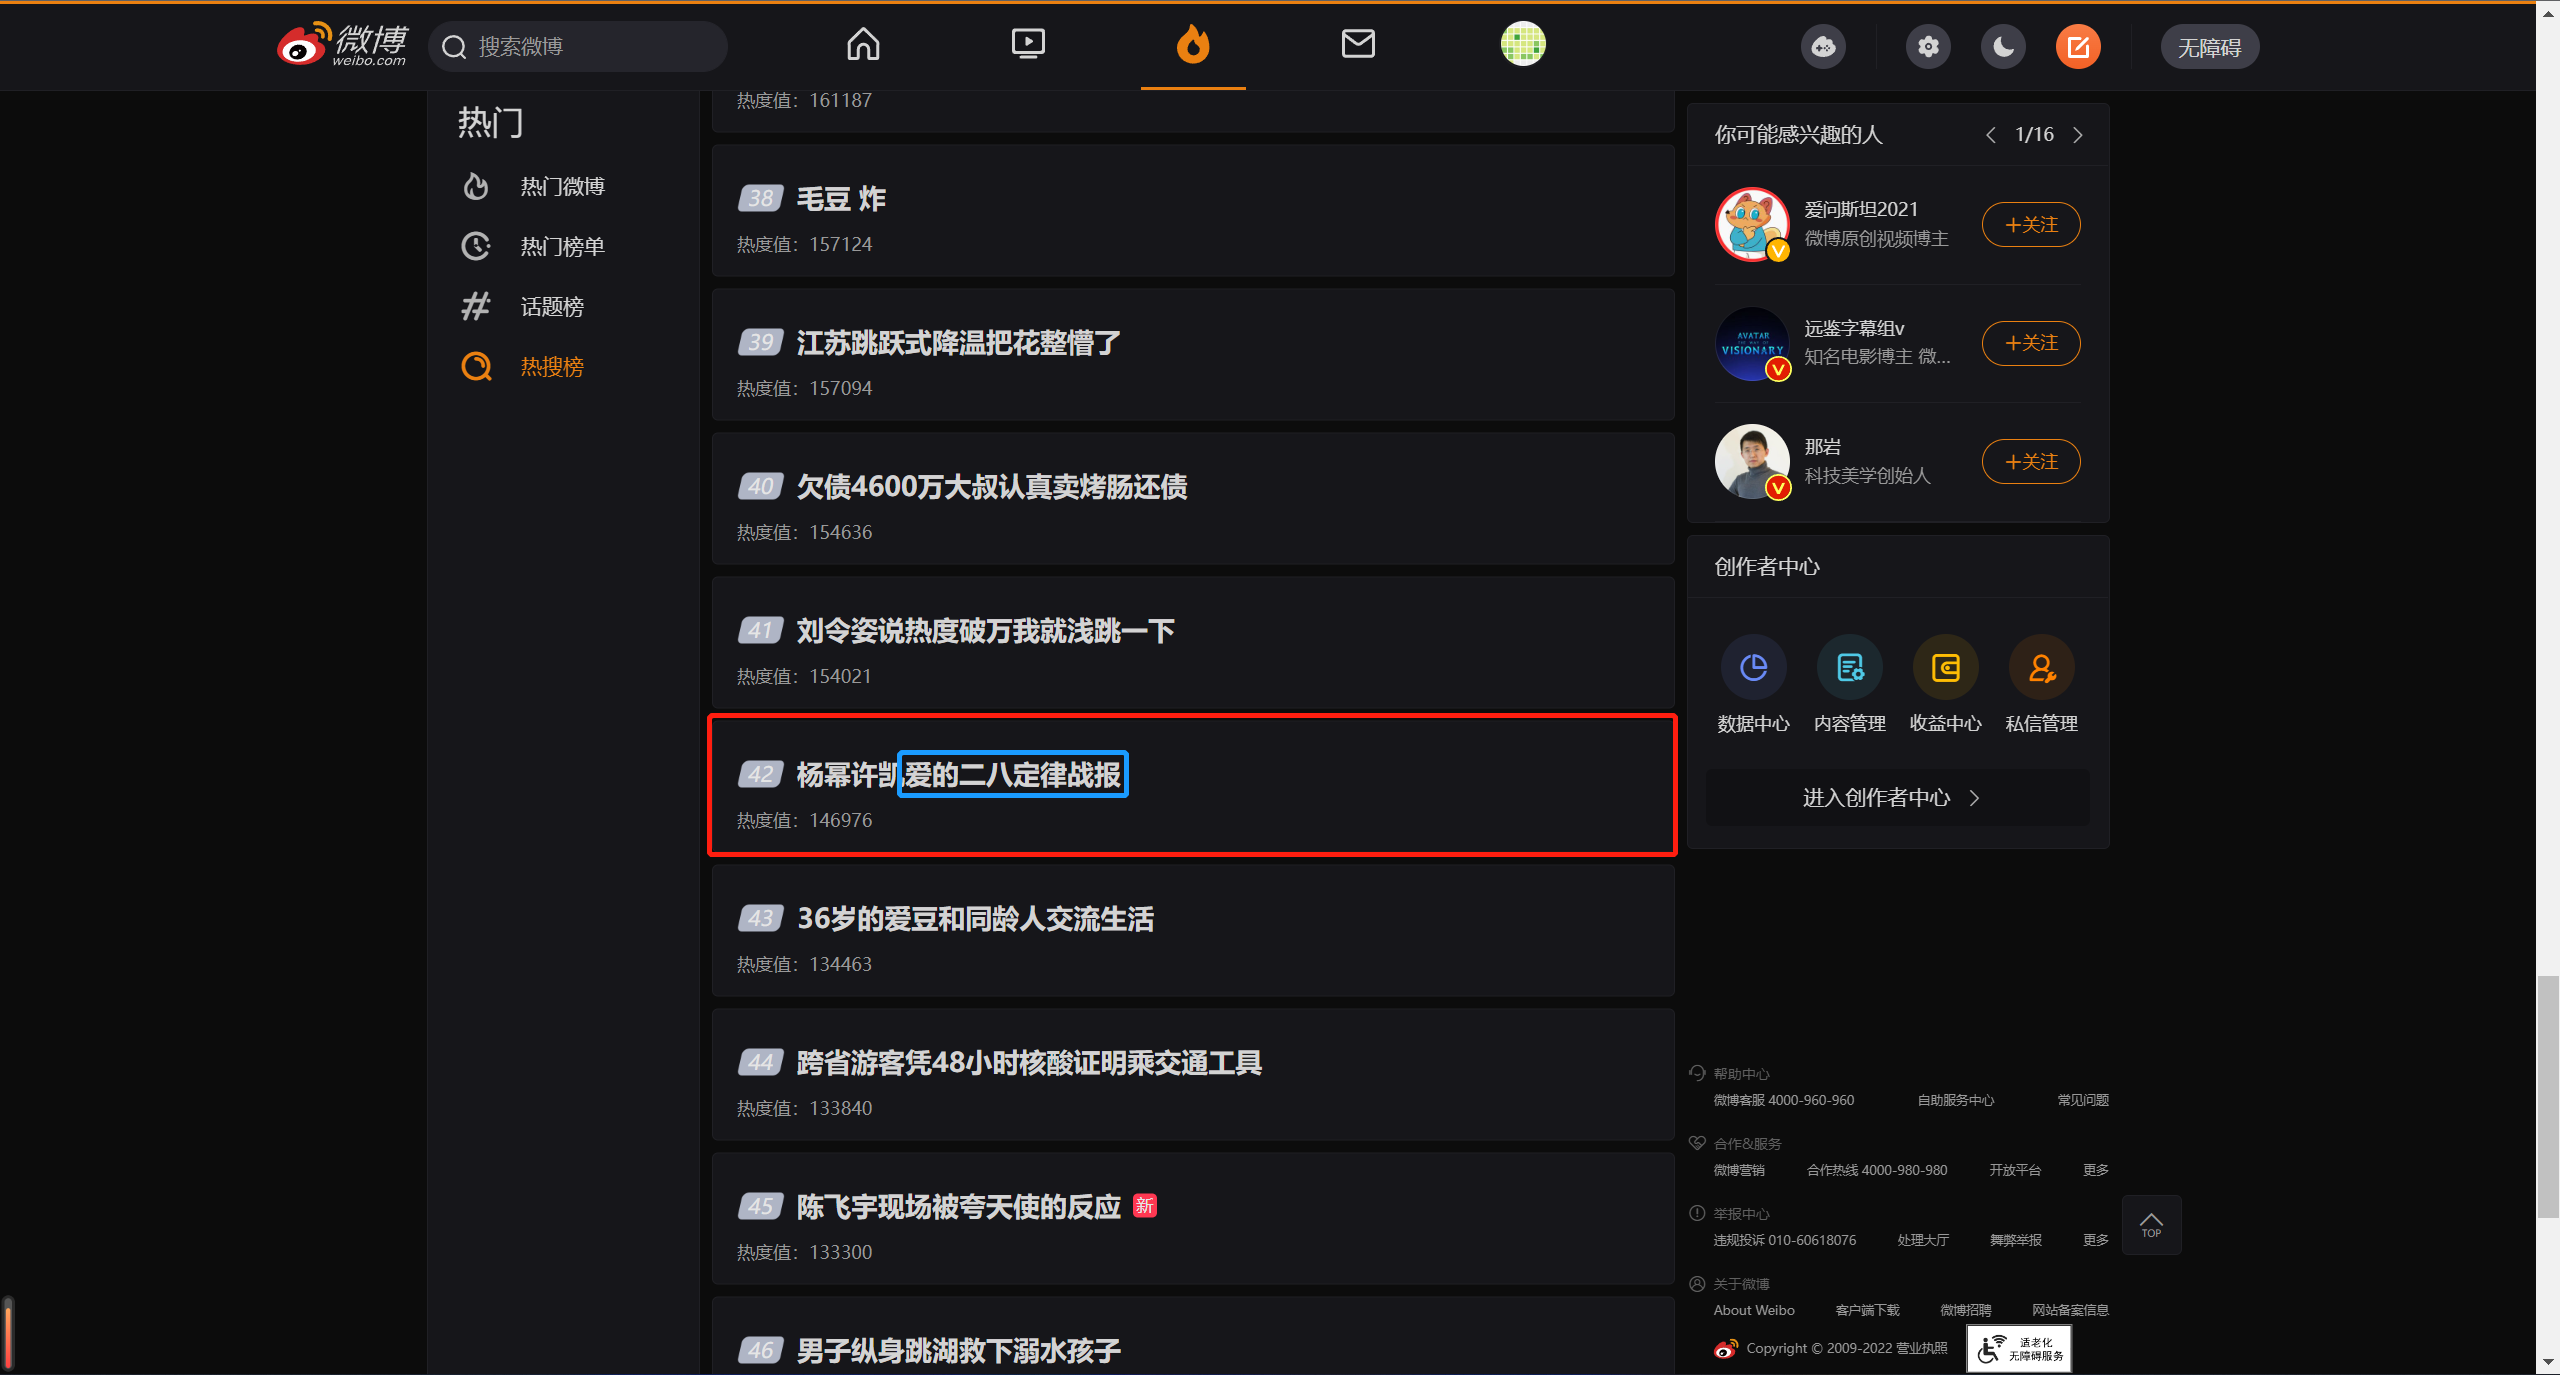 微博
weibo.com
搜索微博
无障碍
热门
热门微博
热门榜单
话题榜
热搜榜
热度值：161187
38 毛豆 炸
热度值：157124
39 江苏跳跃式降温把花整懵了
热度值：157094
40 欠债4600万大叔认真卖烤肠还债
热度值：154636
41 刘令姿说热度破万我就浅跳一下
热度值：154021
42 杨幂许凯爱的二八定律战报
热度值：146976
43 36岁的爱豆和同龄人交流生活
热度值：134463
44 跨省游客凭48小时核酸证明乘交通工具
热度值：133840
45 陈飞宇现场被夸天使的反应 新
热度值：133300
46 男子纵身跳湖救下溺水孩子
你可能感兴趣的人 1/16
爱问斯坦2021
微博原创视频博主
+关注
AVATAR
VISIONARY
远鉴字幕组v
知名电影博主 微...
+关注
那岩
科技美学创始人
+关注
创作者中心
数据中心 内容管理 收益中心 私信管理
进入创作者中心
帮助中心
微博客服 4000-960-960 自助服务中心 常见问题
合作&服务
微博营销 合作热线 4000-980-980 开放平台 更多
举报中心
违规投诉 010-60618076 处理大厅 舞弊举报 更多
TOP
关于微博
About Weibo 客户端下载 微博招聘 网站备案信息
Copyright © 2009-2022 营业执照
适老化
无障碍服务